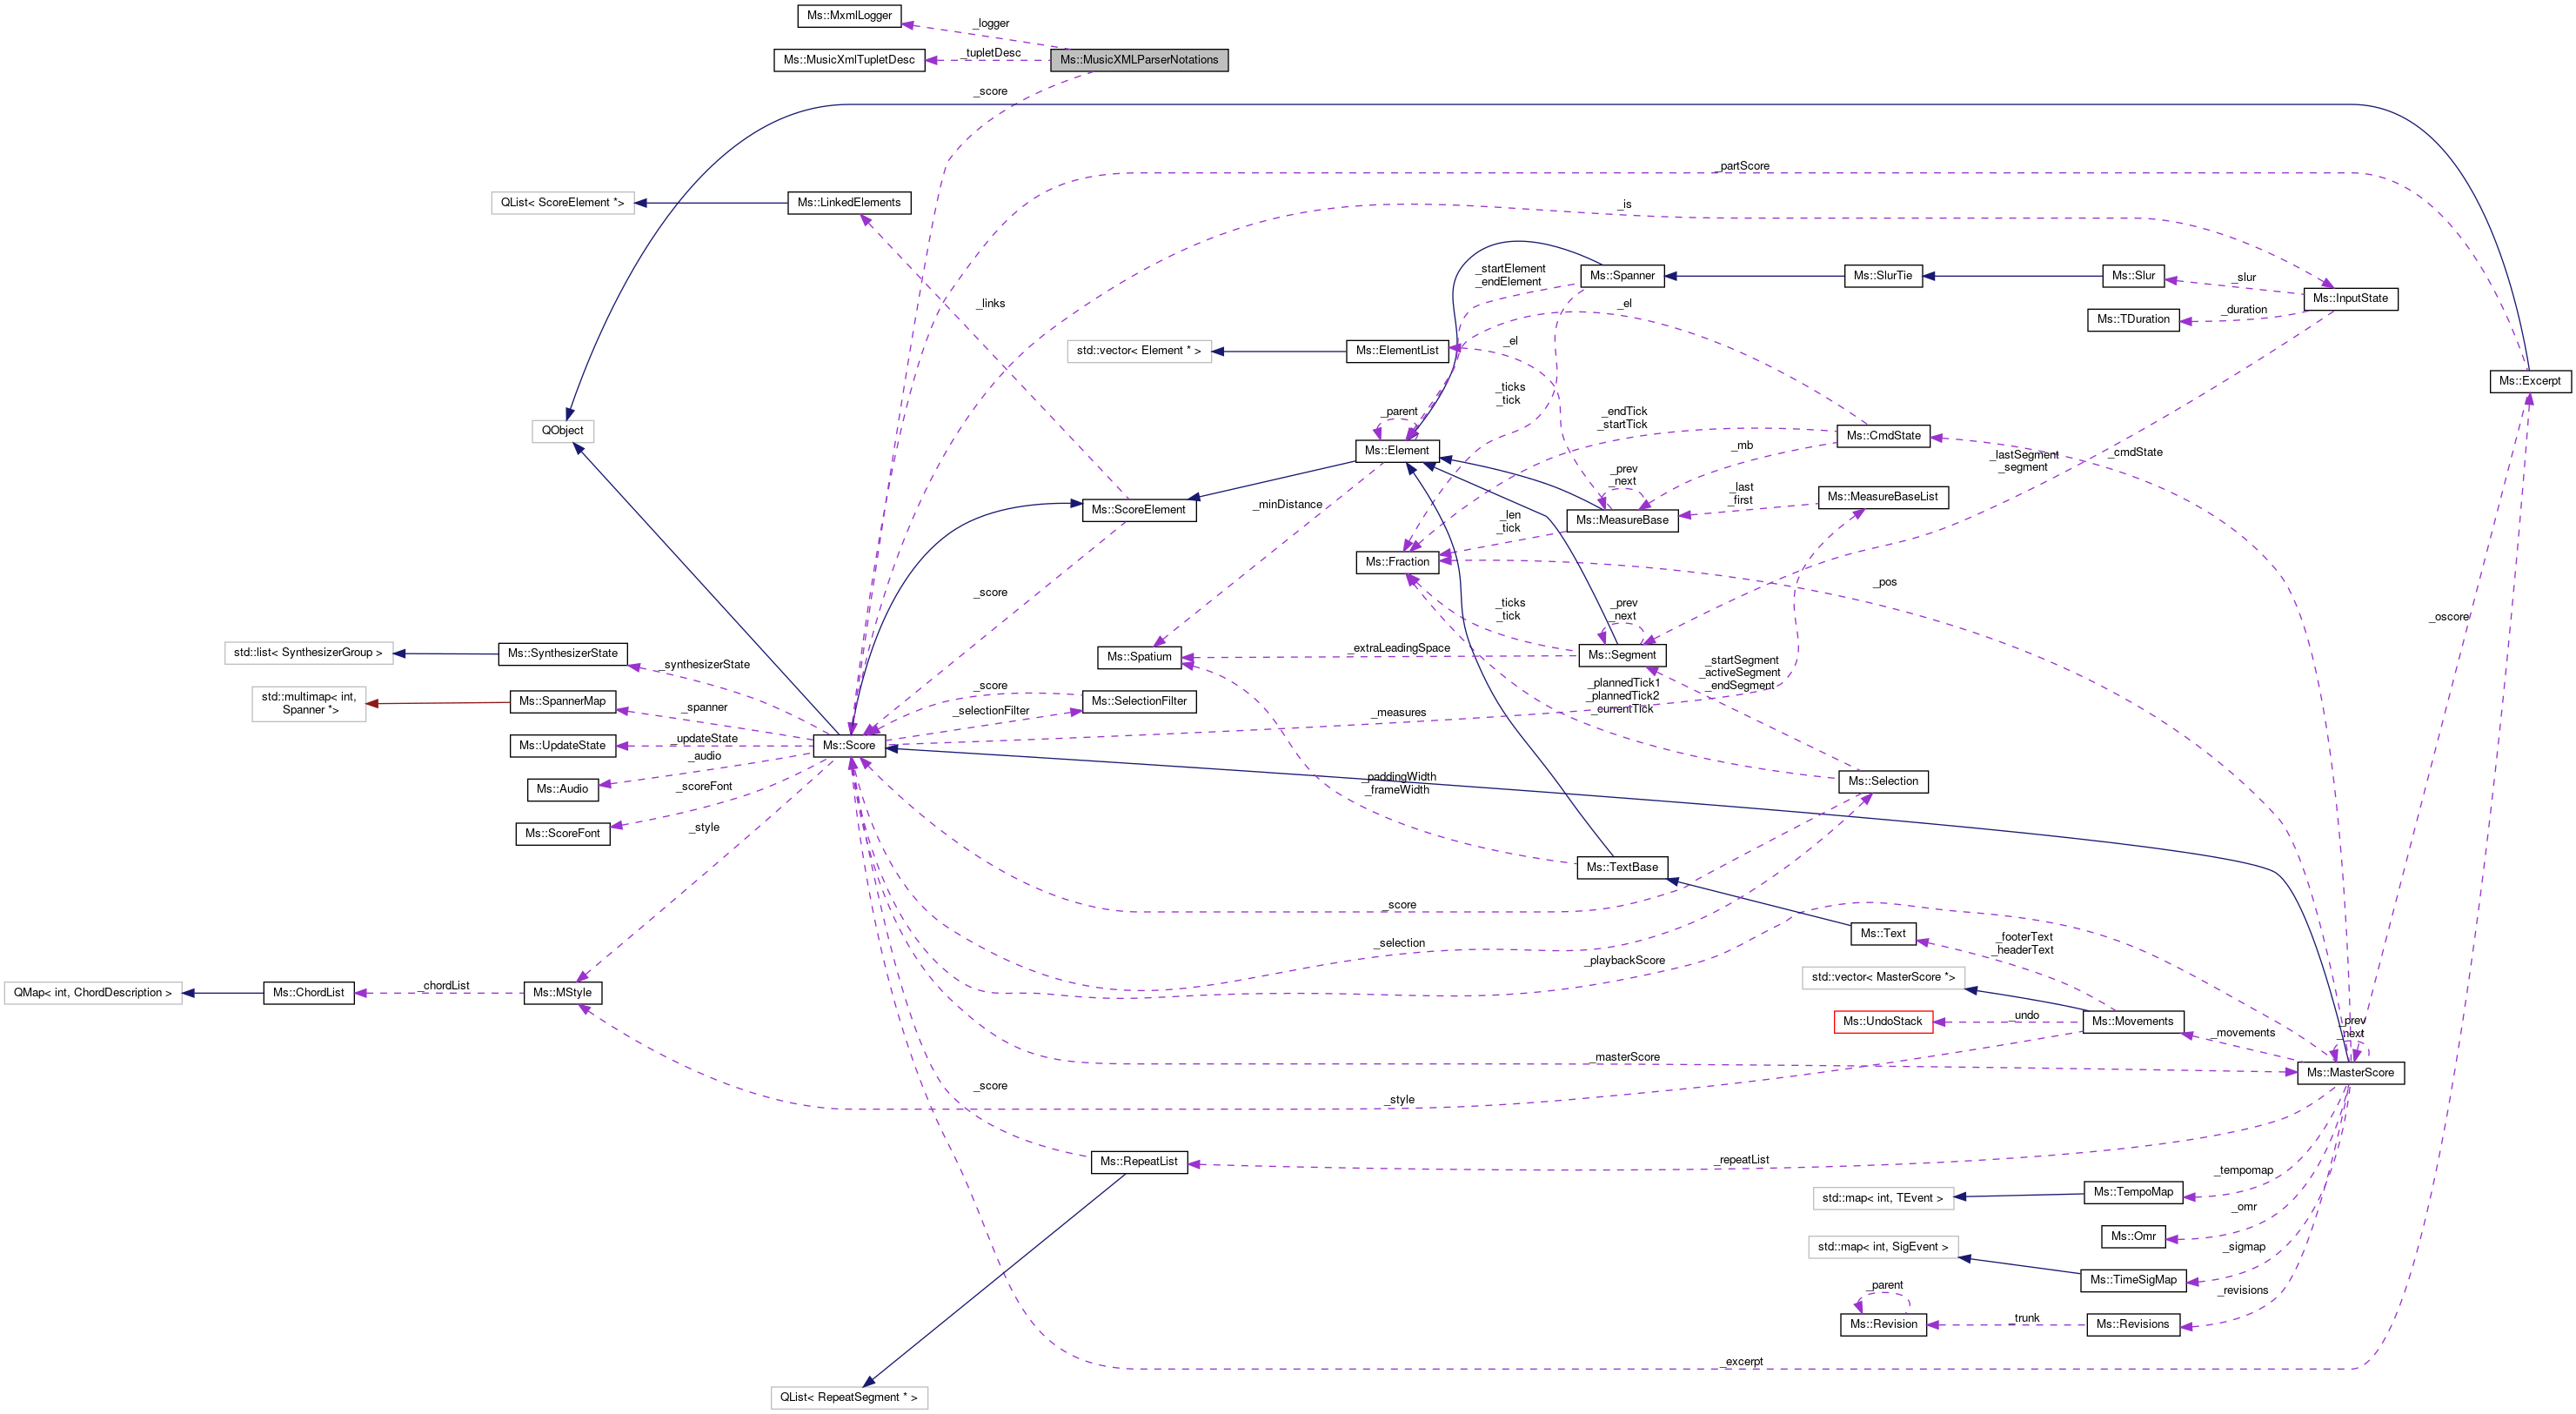 Ms::MxmlLogger
_logger
Ms::MusicXmlTupletDesc
_tupletDesc
Ms::MusicXMLParserNotations
_score
_partScore
QList< ScoreElement *>
Ms::LinkedElements
_is
_startElement
_endElement
Ms::Spanner
Ms::SlurTie
Ms::Slur
_slur
Ms::InputState
_links
_el
Ms::TDuration
_duration
std::vector< Element * >
Ms::ElementList
_el
Ms::Excerpt
_ticks
_tick
QObject
_parent
_endTick
_startTick
Ms::CmdState
Ms::Element
_mb
_lastSegment
_segment
_cmdState
_prev
_next
_last
_first
Ms::MeasureBaseList
Ms::ScoreElement
_minDistance
_len
_tick
Ms::MeasureBase
Ms::Fraction
_pos
_score
_ticks
_tick
_prev
_next
_oscore
std::list< SynthesizerGroup >
Ms::SynthesizerState
_synthesizerState
Ms::Spatium
_extraLeadingSpace
Ms::Segment
_startSegment
_activeSegment
_endSegment
_plannedTick1
_plannedTick2
_currentTick
std::multimap< int,
Spanner *>
Ms::SpannerMap
_spanner
_score
_selectionFilter
Ms::SelectionFilter
_measures
Ms::UpdateState
_updateState
Ms::Score
Ms::Audio
_audio
_paddingWidth
_frameWidth
Ms::Selection
Ms::ScoreFont
_scoreFont
_style
Ms::TextBase
_score
Ms::Text
_selection
_playbackScore
_footerText
_headerText
std::vector< MasterScore *>
QMap< int, ChordDescription >
Ms::ChordList
_chordList
Ms::MStyle
Ms::UndoStack
_undo
Ms::Movements
_movements
_prev
_next
_masterScore
Ms::MasterScore
_score
_style
Ms::RepeatList
_repeatList
_tempomap
std::map< int, TEvent >
Ms::TempoMap
_omr
Ms::Omr
std::map< int, SigEvent >
_sigmap
Ms::TimeSigMap
_parent
_revisions
Ms::Revision
_trunk
Ms::Revisions
_excerpt
QList< RepeatSegment * >